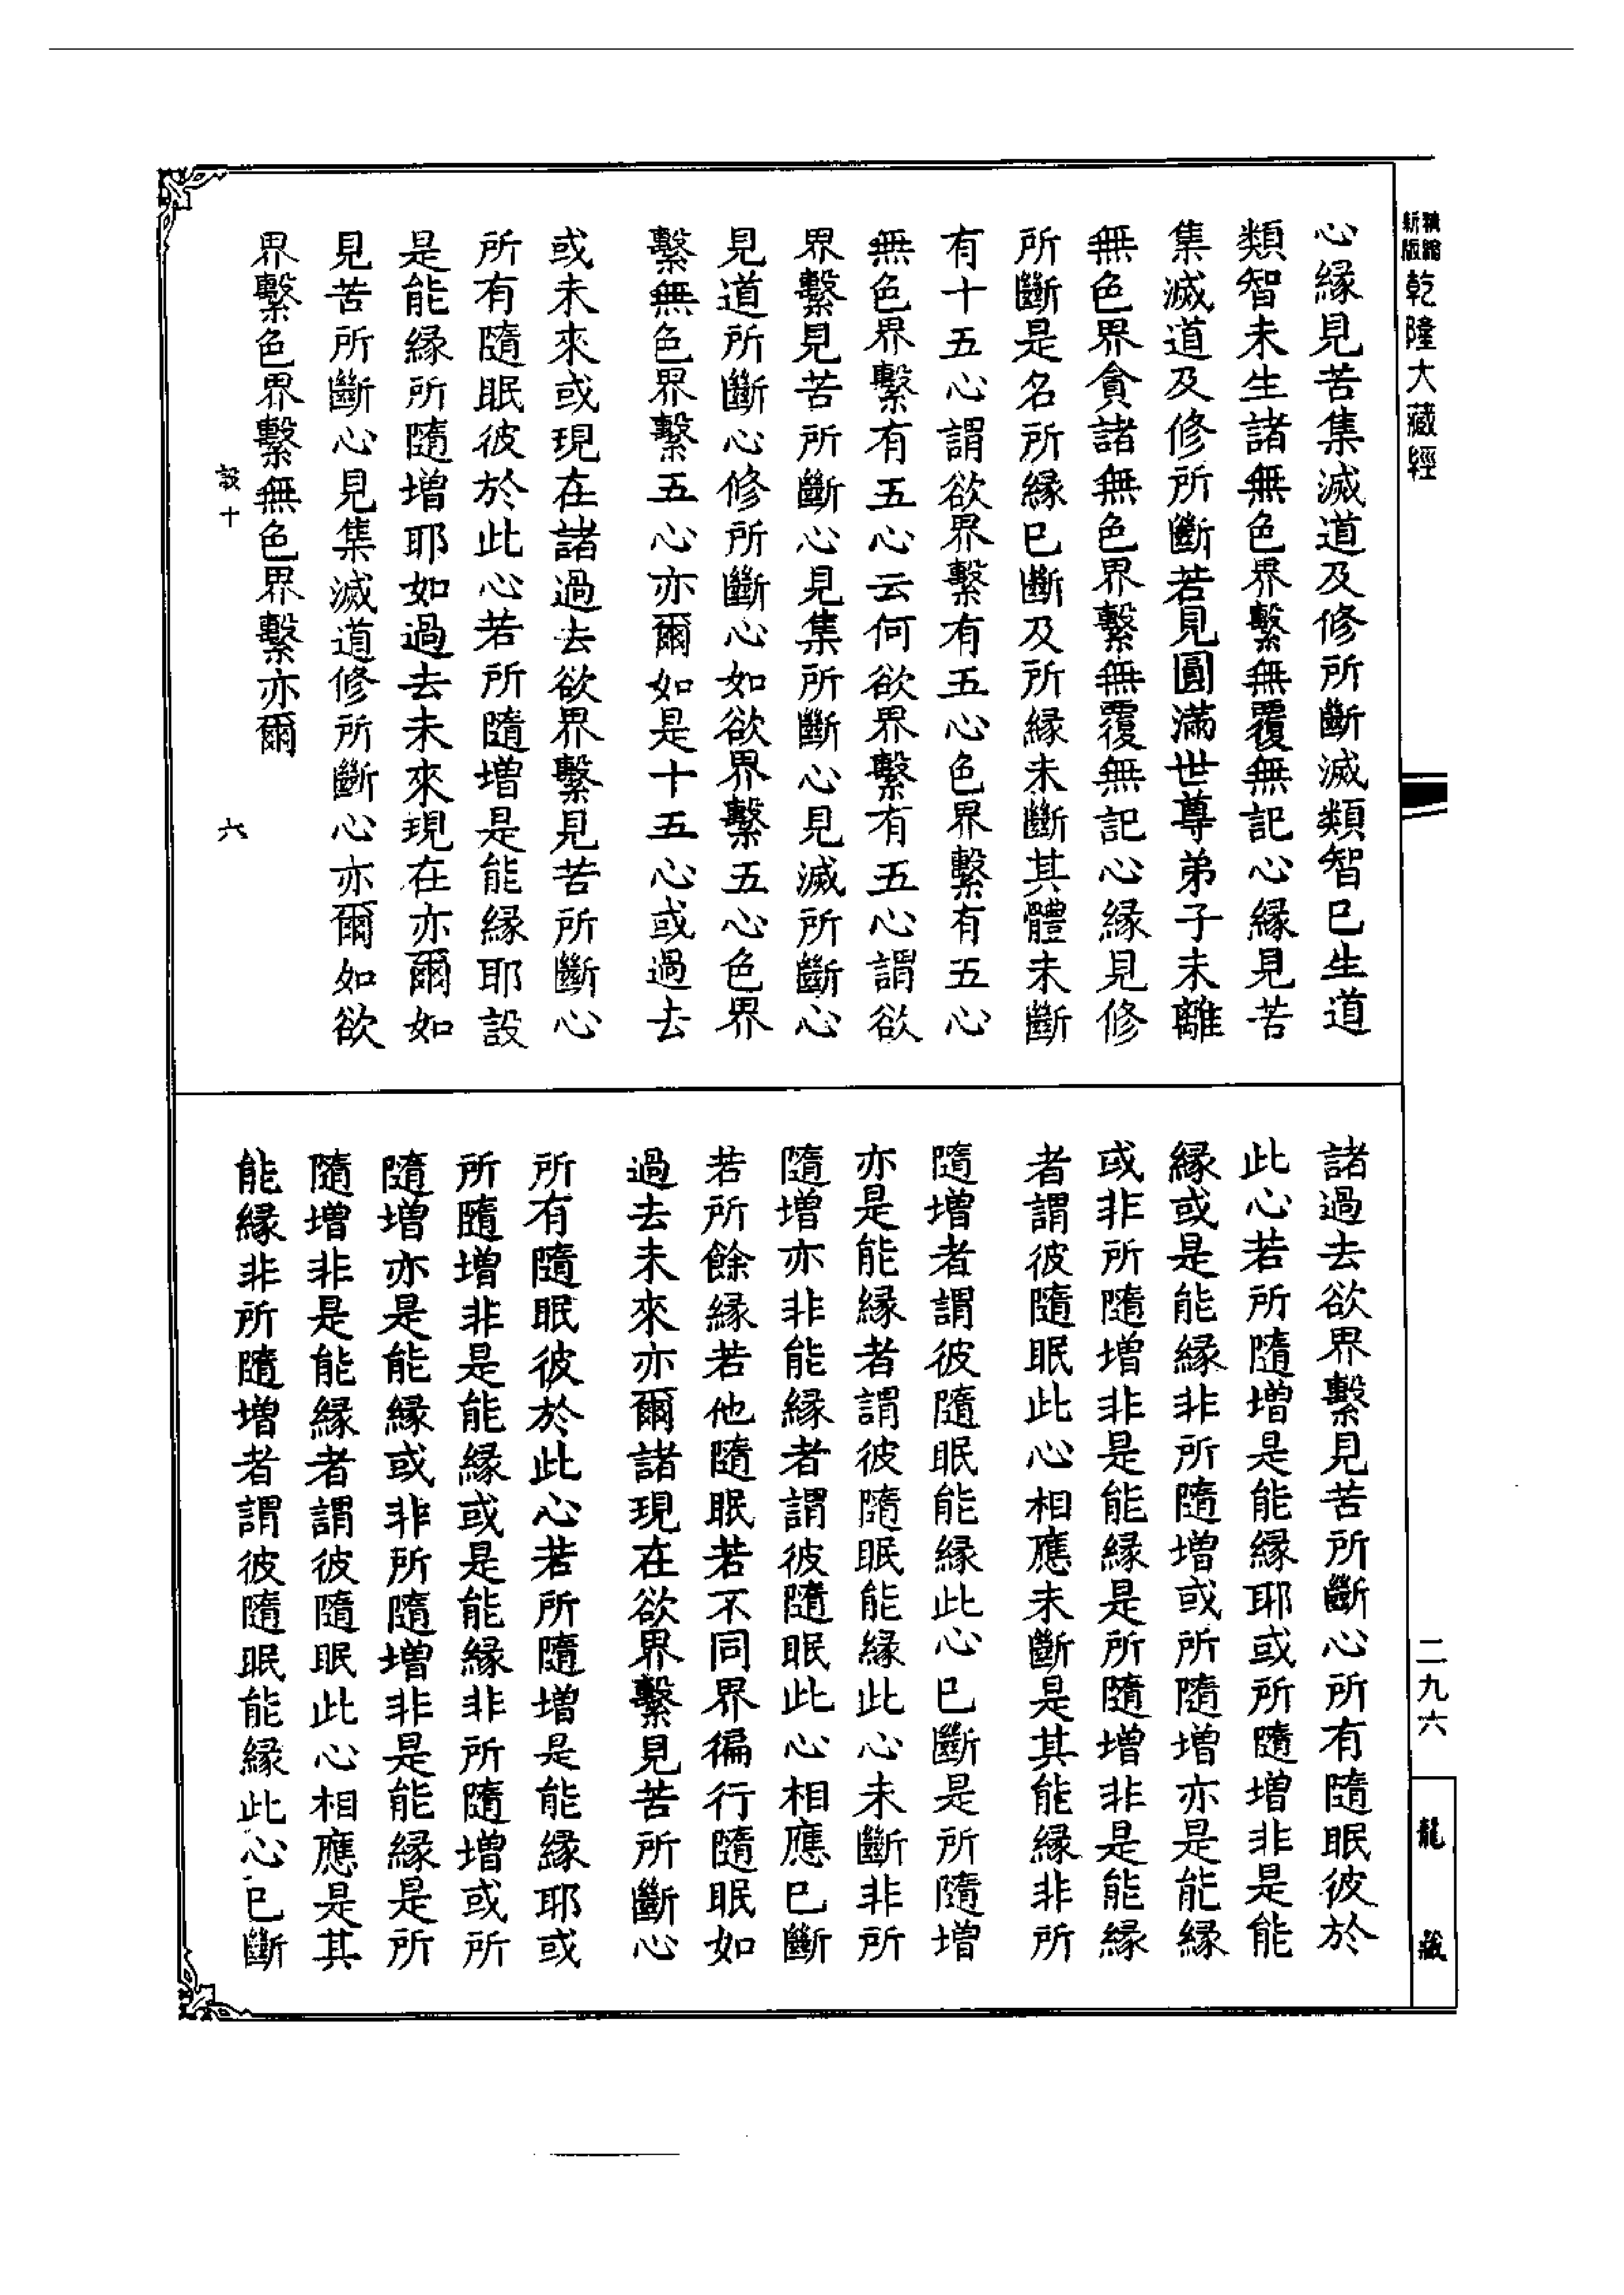 新版精縮乾隆大藏經
心緣見苦集滅道及修所斷滅類智已生道
類智未生諸無色界繫無覆無記心緣見苦
集滅道及修所斷若見圓滿世尊弟子未離
無色界貪諸無色界繫無覆無記心緣見修
所斷是名所緣已斷及所緣未斷其體未斷
有十五心謂欲界繫有五心色界繫有五心
無色界繫有五心云何欲界繫有五心謂欲
界繫見苦所斷心見集所斷心見滅所斷心
見道所斷心修所斷心如欲界繫五心色界
繫無色界繫五心亦爾如是十五心或過去
或未來或現在諸過去欲界繫見苦所斷心
所有隨眠彼於此心若所隨增是能緣耶設
是能緣所隨增耶如過去未來現在亦爾如
見苦所斷心見集滅道修所斷心亦爾如欲
界繫色界繫無色界繫亦爾
設十 六
諸過去欲界繫見苦所斷心所有隨眠彼於
此心若所隨增是能緣耶或所隨增非是能
緣或是能緣非所隨增或所隨增亦是能緣
或非所隨增非是能緣是所隨增非是能緣
者謂彼隨眠此心相應未斷是其能緣非所
隨增者謂彼隨眠能緣此心已斷是所隨增
亦是能緣者謂彼隨眠能緣此心未斷非所
隨增亦非能緣者謂彼隨眠此心相應已斷
若所餘緣若他隨眠若不同界徧行隨眠如
過去未來亦爾諸現在欲界繫見苦所斷心
所有隨眠彼於此心若所隨增是能緣耶或
所隨增非是能緣或是能緣非所隨增或所
隨增亦是能緣或非所隨增非是能緣是所
隨增非是能緣者謂彼隨眠此心相應是其
能緣非所隨增者謂彼隨眠能緣此心已斷
二九六
龍藏